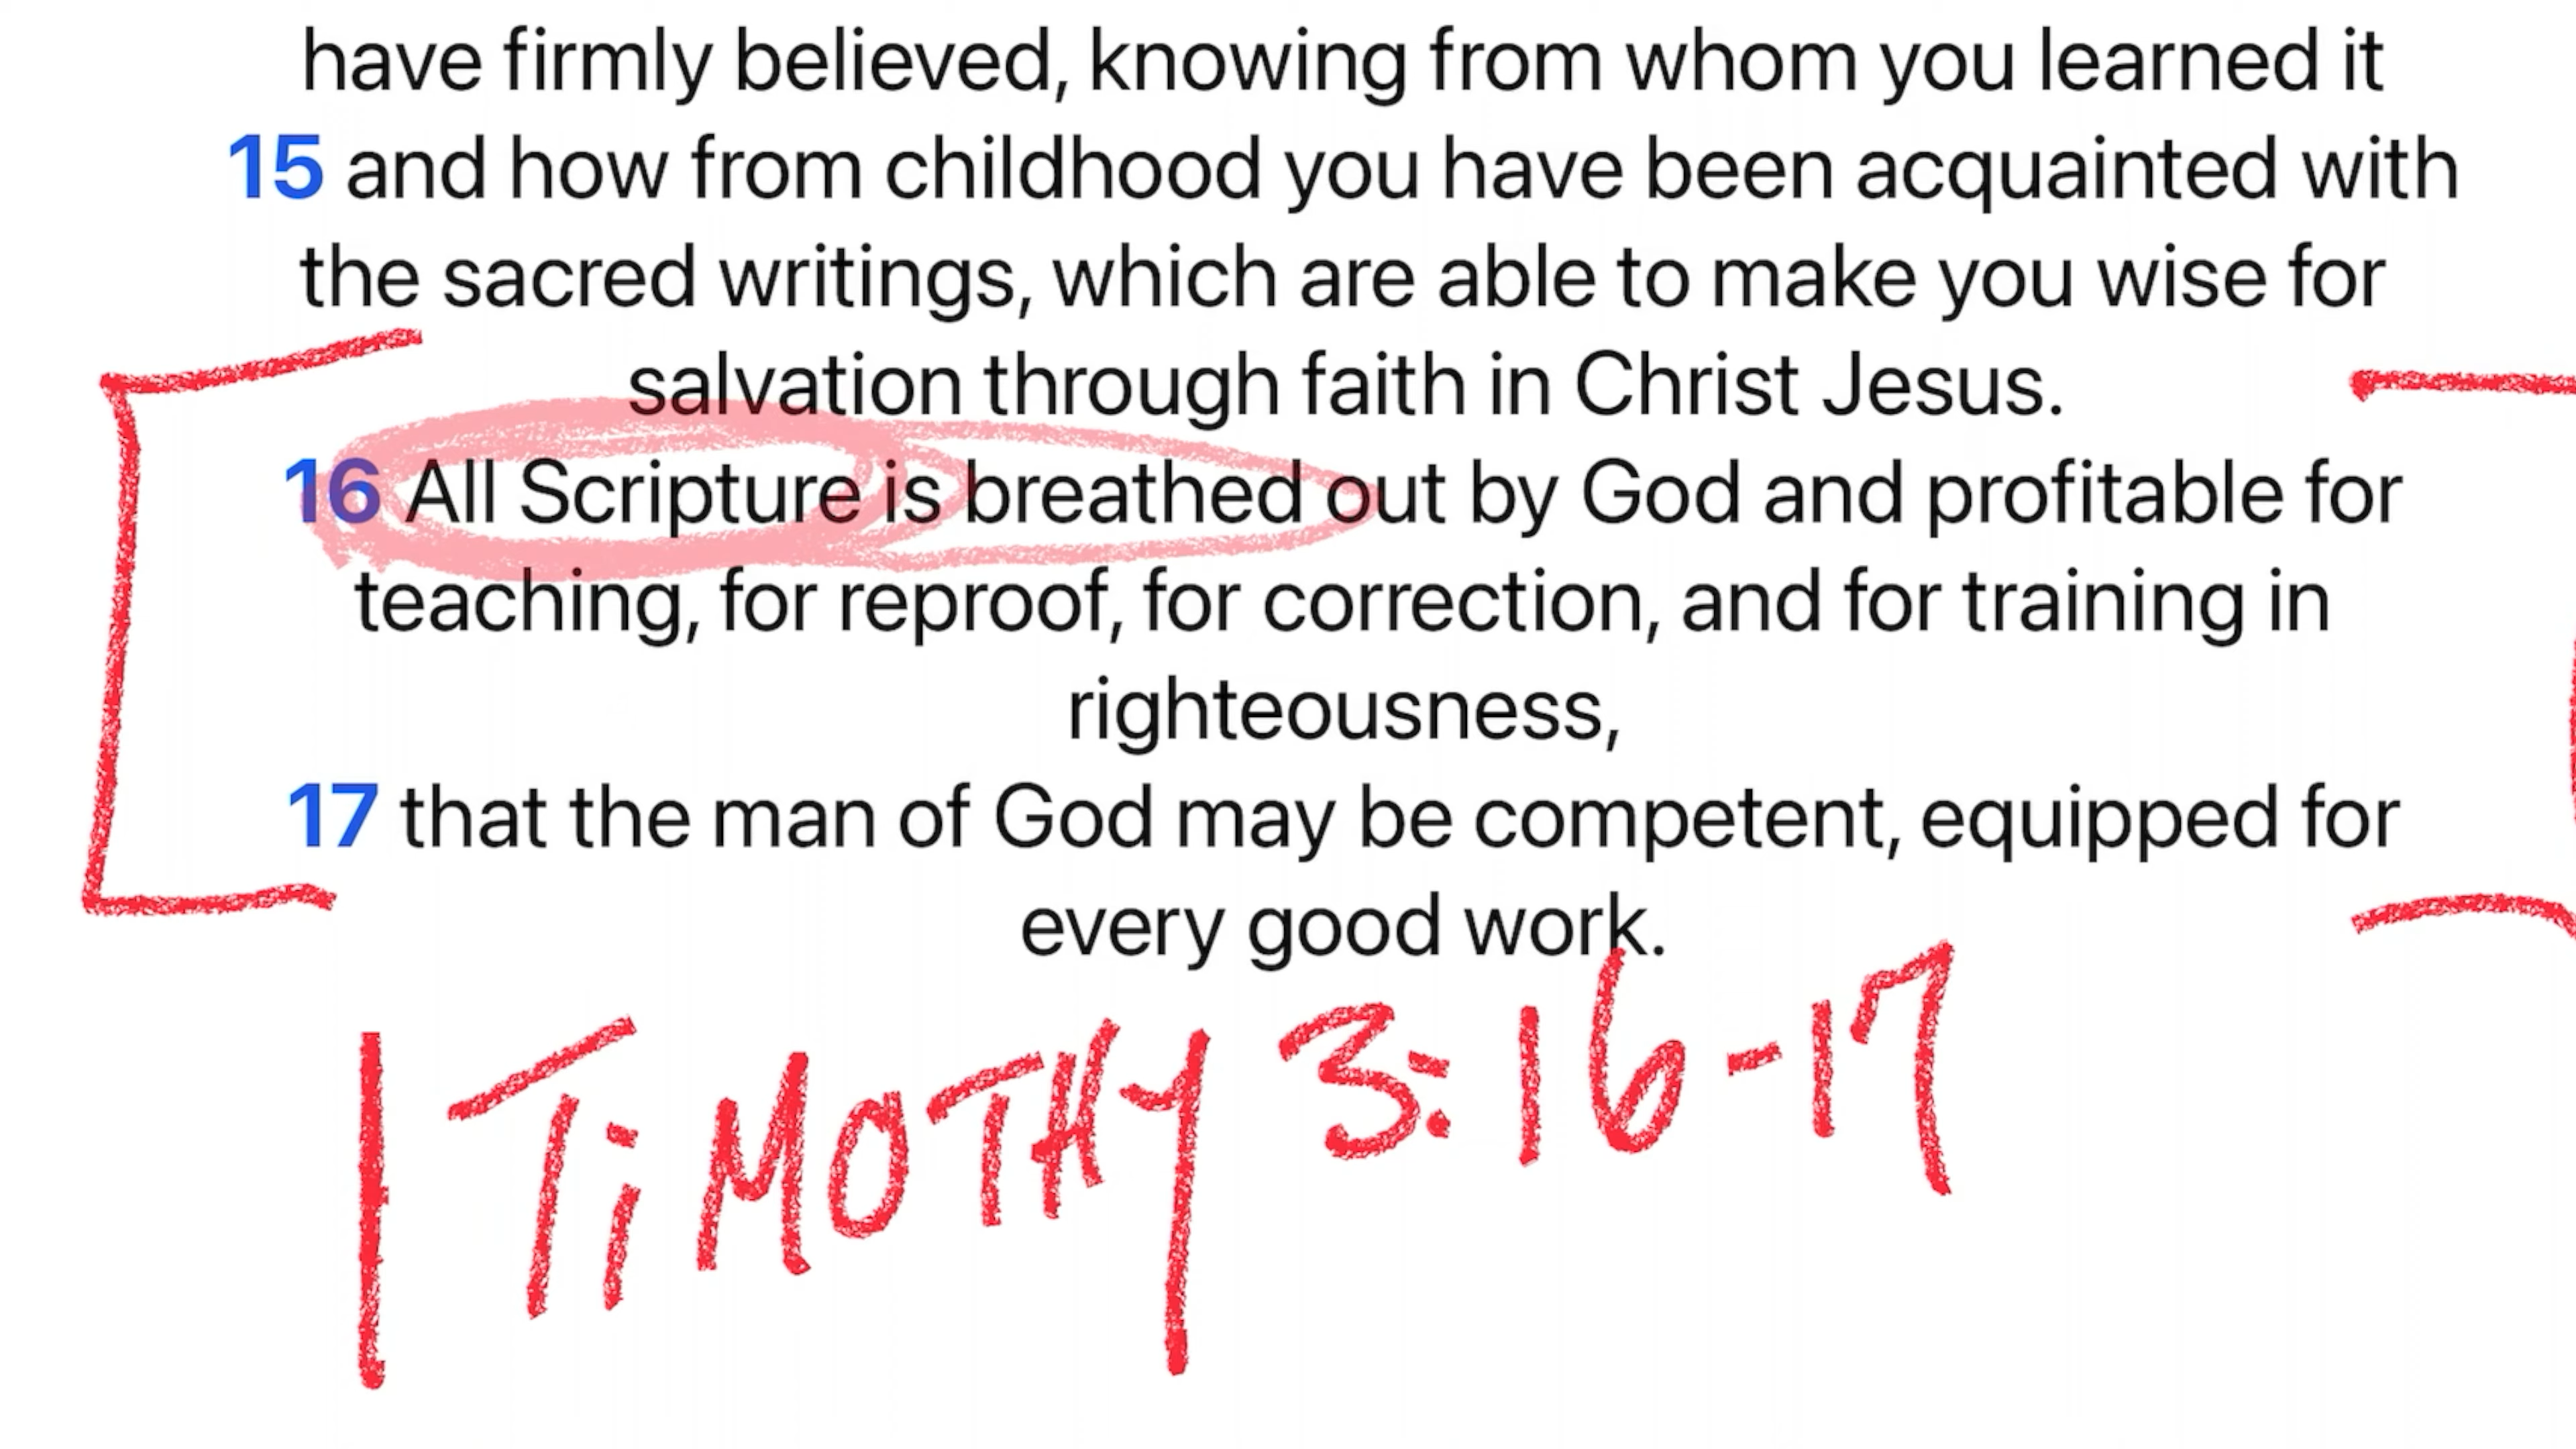 have firmly believed, knowing from whom you learned it
15 and how from childhood you have been acquainted with
the sacred writings, which are able to make you wise for
salvation through faith in Christ Jesus.
16 All Scripture is breathed out by God and profitable for
teaching, for reproof, for correction, and for training in
righteousness,
17 that the man of God may be competent, equipped for
every good work.
1 TiMOTHY 3:16-17